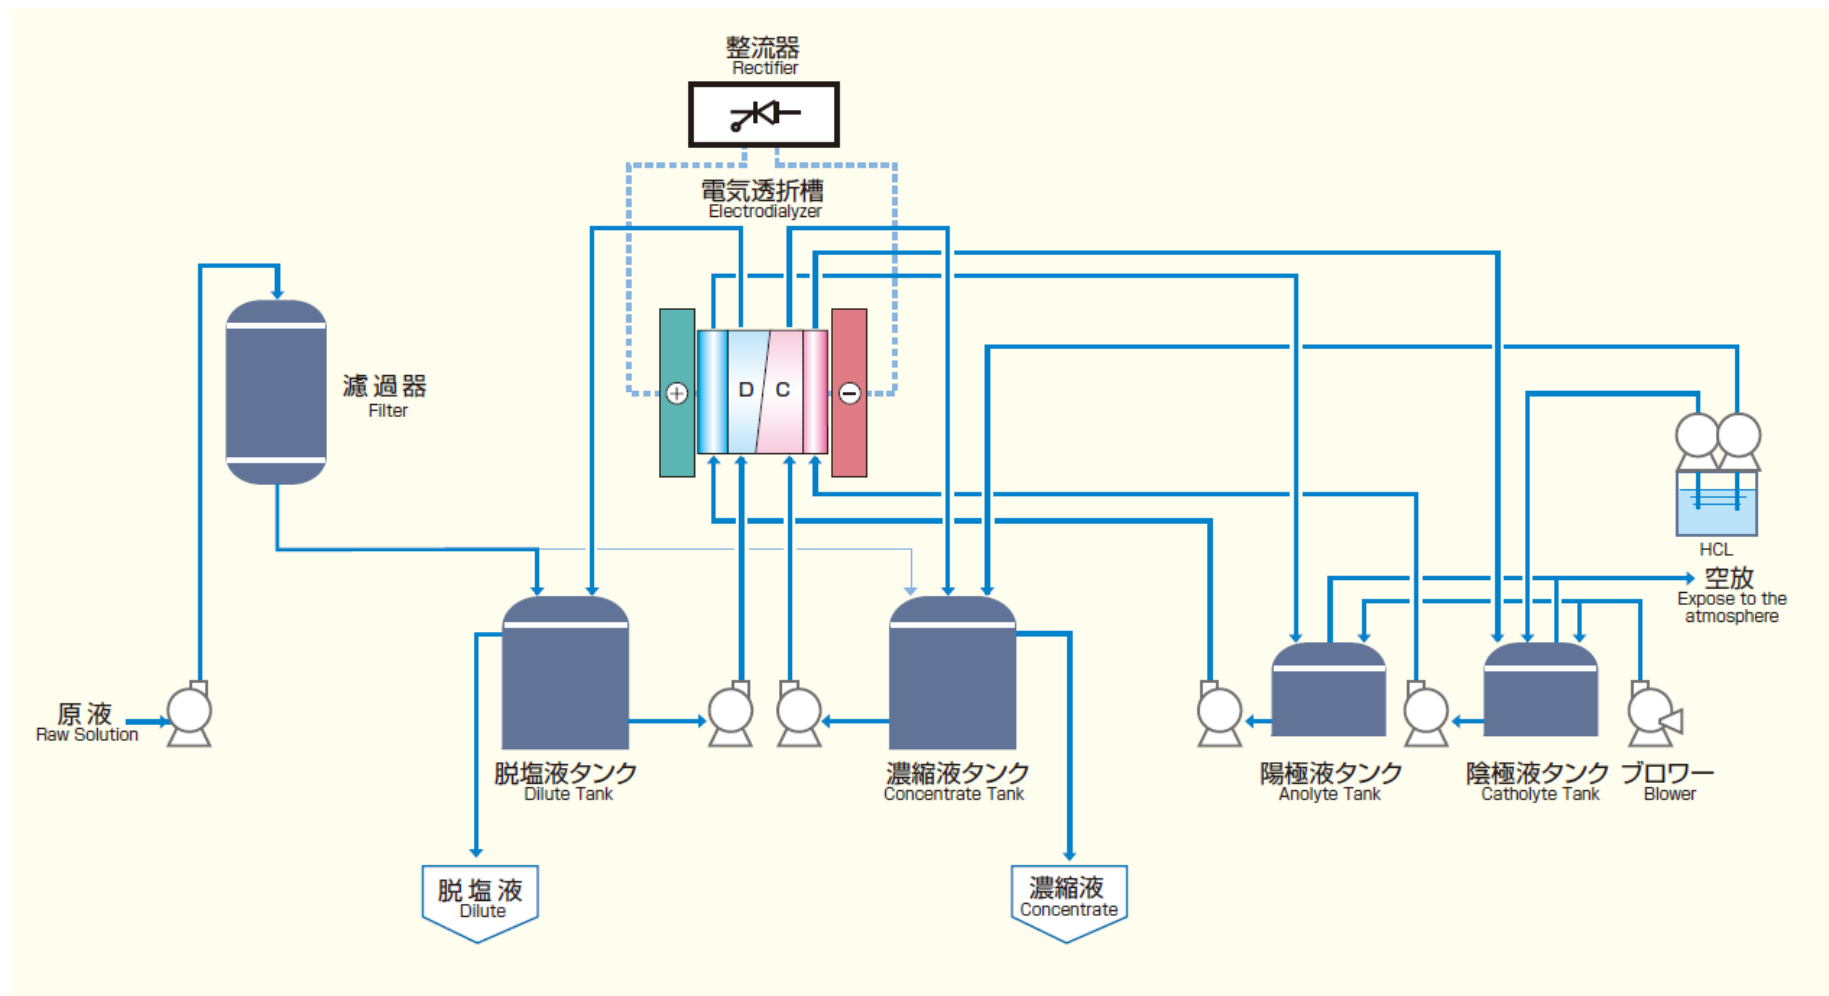 整流器
Rectifier
電気透折槽
Electrodialyzer
D
C
+
−
濾過器
Filter
HCL
空放
Expose to the
atmosphere
原液
Raw Solution
脱塩液タンク
Dilute Tank
濃縮液タンク
Concentrate Tank
陽極液タンク
Anolyte Tank
陰極液タンク
Catholyte Tank
ブロワー
Blower
脱塩液
Dilute
濃縮液
Concentrate